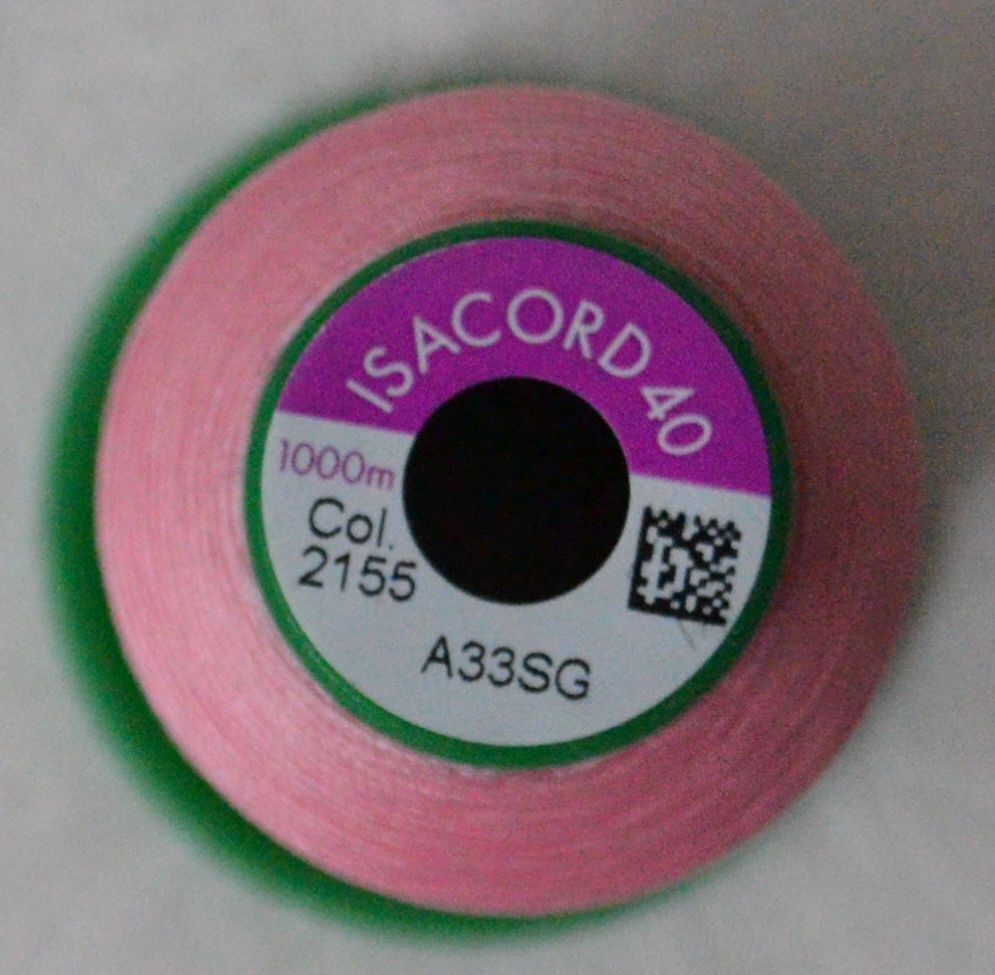 ISACORD 40
1000m
Col.
2155
A33SG